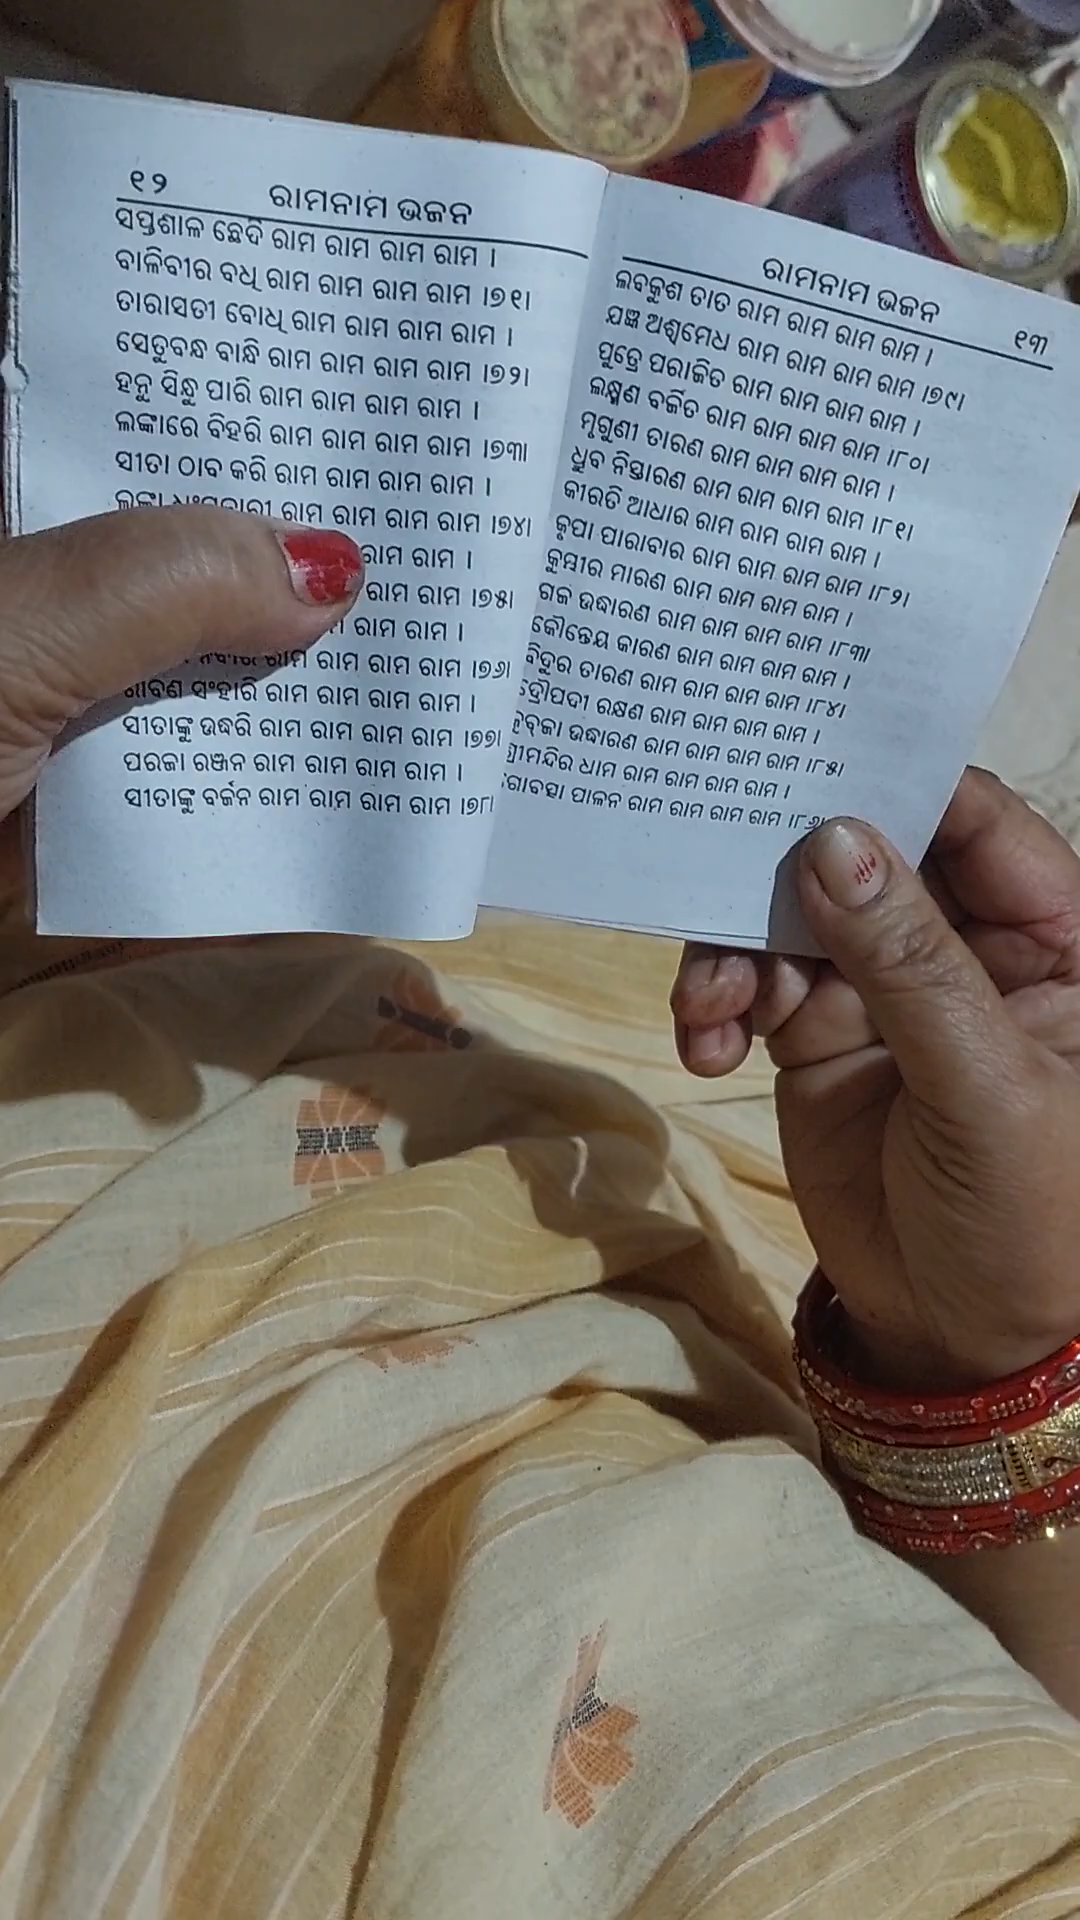 ୧୨ ରାମନାମ ଭଜନ
ସପ୍ତଶାଳ ଛେଦି ରାମ ରାମ ରାମ ରାମ ।
ବାଳିବୀର ବଧି ରାମ ରାମ ରାମ ରାମ ।୭୧।
ତାରାସତୀ ବୋଧି ରାମ ରାମ ରାମ ରାମ ।
ସେତୁବନ୍ଧ ବାନ୍ଧି ରାମ ରାମ ରାମ ରାମ ।୭୨।
ହନୁ ସିନ୍ଧୁ ପାରି ରାମ ରାମ ରାମ ରାମ ।
ଲଙ୍କାରେ ବିହରି ରାମ ରାମ ରାମ ରାମ ।୭୩।
ସୀତା ଠାବ କରି ରାମ ରାମ ରାମ ରାମ ।
ଲଙ୍କା ରାମ ରାମ ରାମ ରାମ ।୭୪।
ରାମ ରାମ ।
ରାମ ରାମ ।୭୫।
ରାମ ରାମ ।
ରାମ ରାମ ରାମ ରାମ ।୭୬।
ରାବଣ ସଂହାରି ରାମ ରାମ ରାମ ରାମ ।
ସୀତାଙ୍କୁ ଉଦ୍ଧରି ରାମ ରାମ ରାମ ରାମ ।୭୭।
ପରଜା ରଞ୍ଜନ ରାମ ରାମ ରାମ ରାମ ।
ସୀତାଙ୍କୁ ବର୍ଜନ ରାମ ରାମ ରାମ ରାମ ।୭୮।
ରାମନାମ ଭଜନ ୧୩
ଲବକୁଶ ତାତ ରାମ ରାମ ରାମ ରାମ ।
ଯଜ୍ଞ ଅଶ୍ୱମେଧ ରାମ ରାମ ରାମ ରାମ ।୭୯।
ପୁତ୍ରେ ପରାଜିତ ରାମ ରାମ ରାମ ରାମ ।
ଲକ୍ଷ୍ମଣ ବର୍ଜିତ ରାମ ରାମ ରାମ ରାମ ।୮୦।
ମୃଗୁଣୀ ତାରଣ ରାମ ରାମ ରାମ ରାମ ।
ଧ୍ରୁବ ନିସ୍ତାରଣ ରାମ ରାମ ରାମ ରାମ ।୮୧।
କୀରତି ଆଧାର ରାମ ରାମ ରାମ ରାମ ।
କୃପା ପାରାବାର ରାମ ରାମ ରାମ ରାମ ।୮୨।
କୁମ୍ଭୀର ମାରଣ ରାମ ରାମ ରାମ ରାମ ।
ଗଜ ଉଦ୍ଧାରଣ ରାମ ରାମ ରାମ ରାମ ।୮୩।
କୌନ୍ତେୟ କାରଣ ରାମ ରାମ ରାମ ରାମ ।
ବିଦୁର ତାରଣ ରାମ ରାମ ରାମ ରାମ ।୮୪।
ଦ୍ରୌପଦୀ ରକ୍ଷଣ ରାମ ରାମ ରାମ ରାମ ।
ଉଦ୍ଧାରଣ ରାମ ରାମ ରାମ ରାମ ।୮୫।
ଶ୍ରୀମନ୍ଦିର ଧାମ ରାମ ରାମ ରାମ ରାମ ।
ଗୋବତ୍ସା ପାଳନ ରାମ ରାମ ରାମ ରାମ ।୮୬।